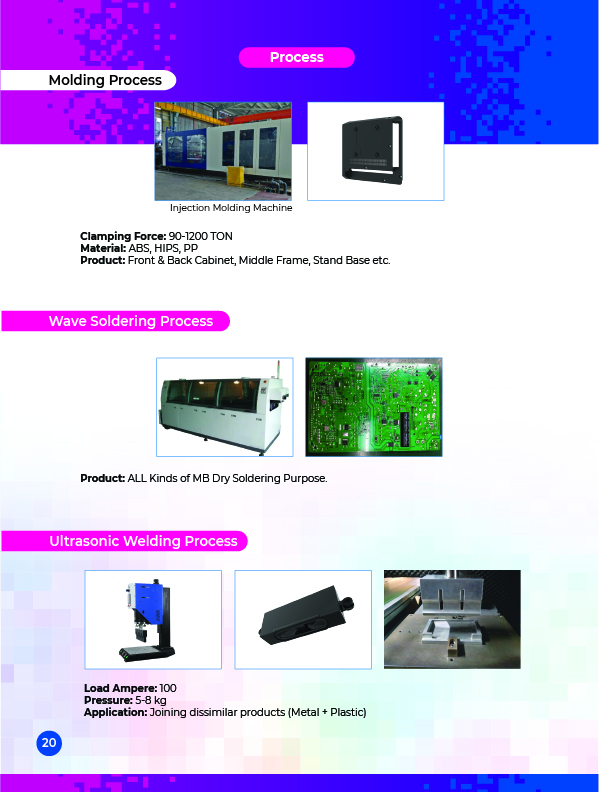 Process
Molding Process
Injection Molding Machine
Clamping Force: 90-1200 TON
Material: ABS, HIPS, PP
Product: Front & Back Cabinet, Middle Frame, Stand Base etc.
Wave Soldering Process
Product: ALL Kinds of MB Dry Soldering Purpose.
Ultrasonic Welding Process
Load Ampere: 100
Pressure: 5-8 kg
Application: Joining dissimilar products (Metal + Plastic)
20